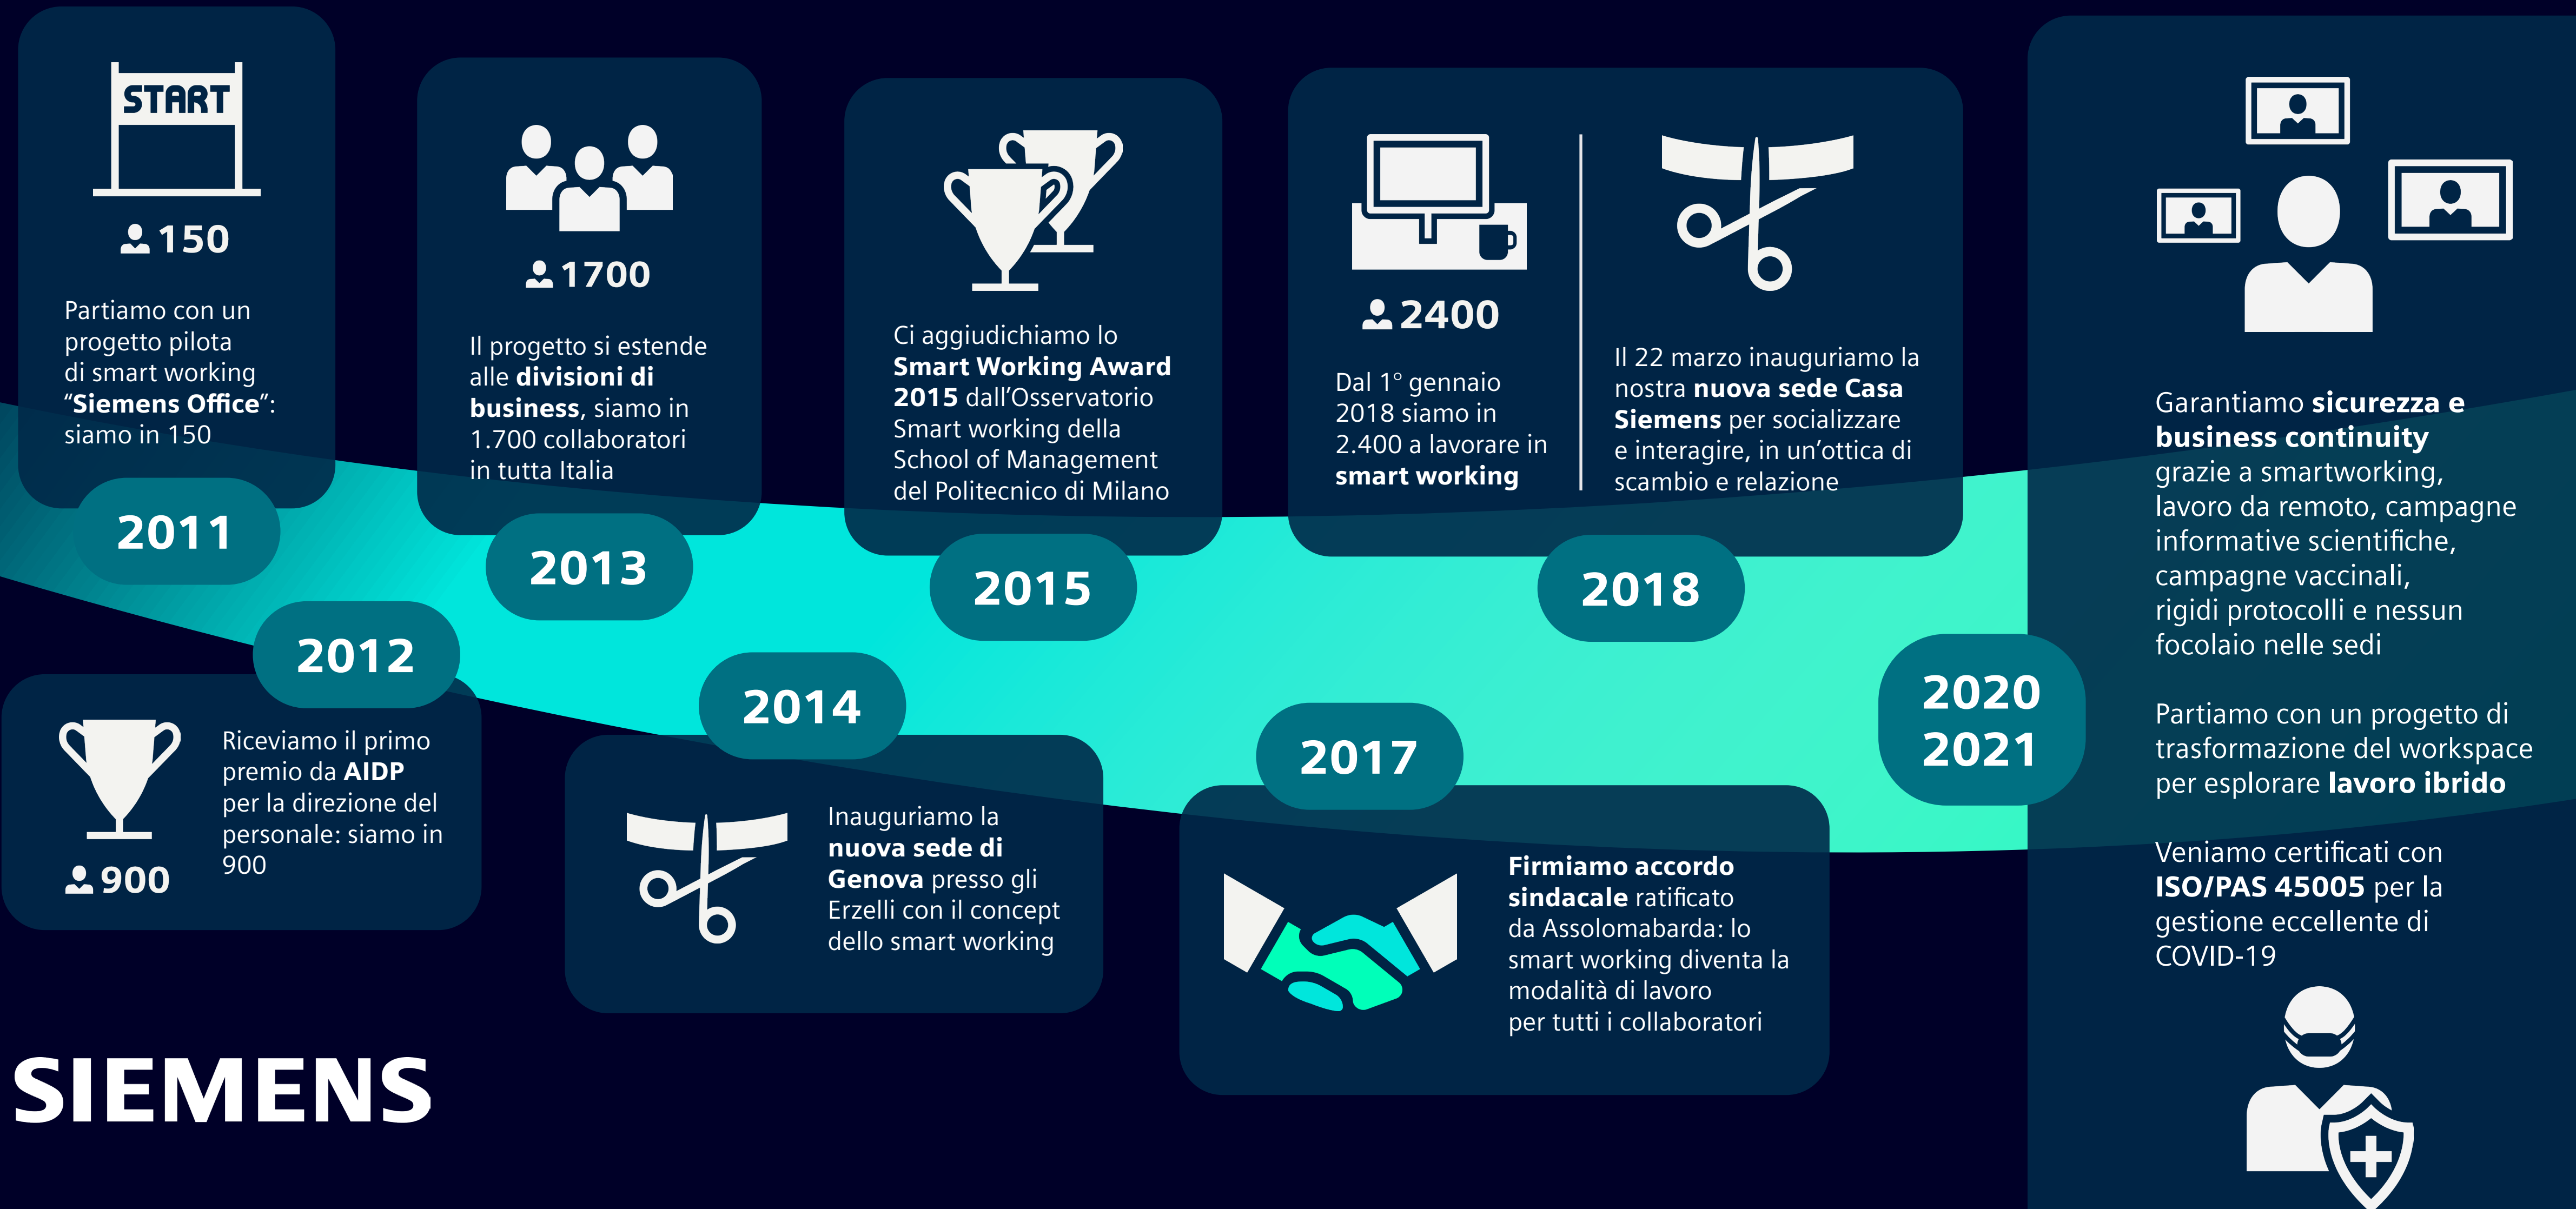 START
150
Partiamo con un
progetto pilota
di smart working
“Siemens Office”:
siamo in 150
2011
2012
900
Riceviamo il primo
premio da AIDP
per la direzione del
personale: siamo in
900
1700
Il progetto si estende
alle divisioni di
business, siamo in
1.700 collaboratori
in tutta Italia
2013
2014
Inauguriamo la
nuova sede di
Genova presso gli
Erzelli con il concept
dello smart working
Ci aggiudichiamo lo
Smart Working Award
2015 dall’Osservatorio
Smart working della
School of Management
del Politecnico di Milano
2015
2017
Firmiamo accordo
sindacale ratificato
da Assolomabarda: lo
smart working diventa la
modalità di lavoro
per tutti i collaboratori
2400
Dal 1° gennaio
2018 siamo in
2.400 a lavorare in
smart working
Il 22 marzo inauguriamo la
nostra nuova sede Casa
Siemens per socializzare
e interagire, in un’ottica di
scambio e relazione
2018
2020
2021
Garantiamo sicurezza e
business continuity
grazie a smartworking,
lavoro da remoto, campagne
informative scientifiche,
campagne vaccinali,
rigidi protocolli e nessun
focolaio nelle sedi
Partiamo con un progetto di
trasformazione del workspace
per esplorare lavoro ibrido
Veniamo certificati con
ISO/PAS 45005 per la
gestione eccellente di
COVID-19
SIEMENS